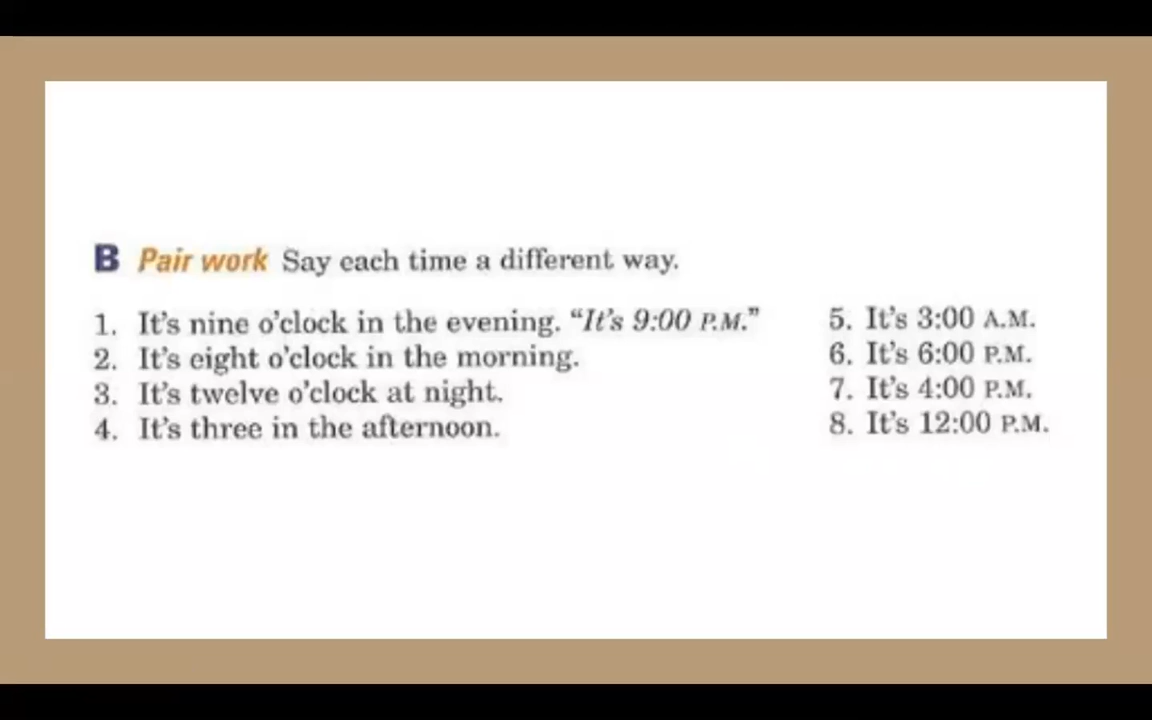 B Pair work Say each time a different way.
1. It's nine o'clock in the evening. "It's 9:00 P.M."
2. It's eight o'clock in the morning.
3. It's twelve o'clock at night.
4. It's three in the afternoon.
5. It's 3:00 A.M.
6. It's 6:00 P.M.
7. It's 4:00 P.M.
8. It's 12:00 P.M.